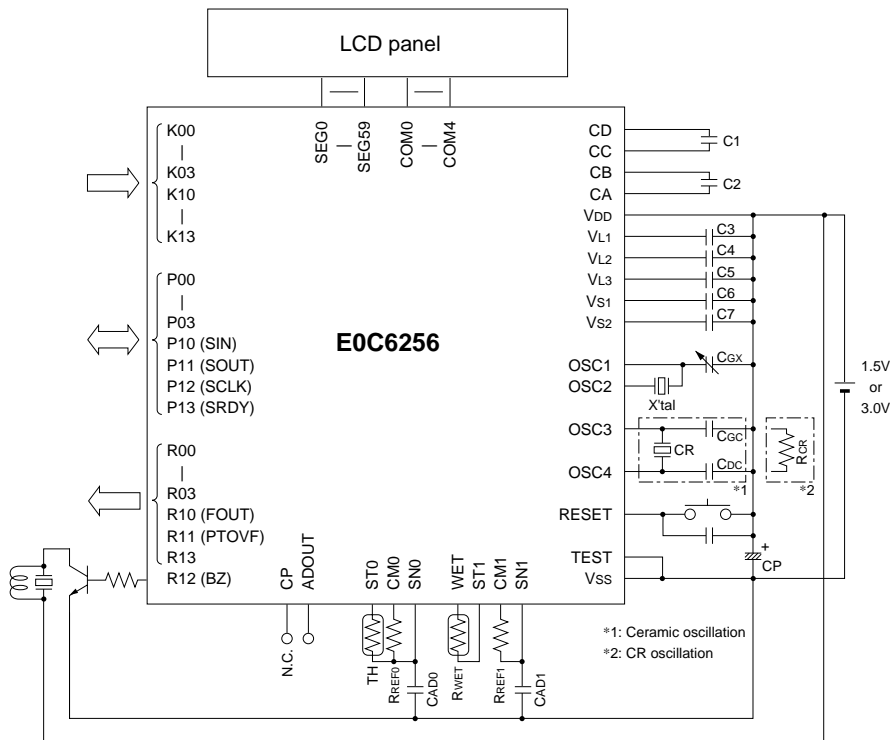 LCD panel
SEG0
SEG59
COM0
COM4
K00
K03
K10
K13
P00
P03
P10 (SIN)
P11 (SOUT)
P12 (SCLK)
P13 (SRDY)
R00
R03
R10 (FOUT)
R11 (PTOVF)
R13
R12 (BZ)
E0C6256
CD
CC
CB
CA
VDD
VL1
VL2
VL3
VS1
VS2
OSC1
OSC2
OSC3
OSC4
RESET
TEST
VSS
C1
C2
C3
C4
C5
C6
C7
CGX
X'tal
CR
CGC
CDC
*1
RCR
*2
1.5V
or
3.0V
+
CP
CP
ADOUT
ST0
CM0
SN0
WET
ST1
CM1
SN1
N.C.
TH
RREF0
CAD0
RWET
RREF1
CAD1
*1: Ceramic oscillation
*2: CR oscillation